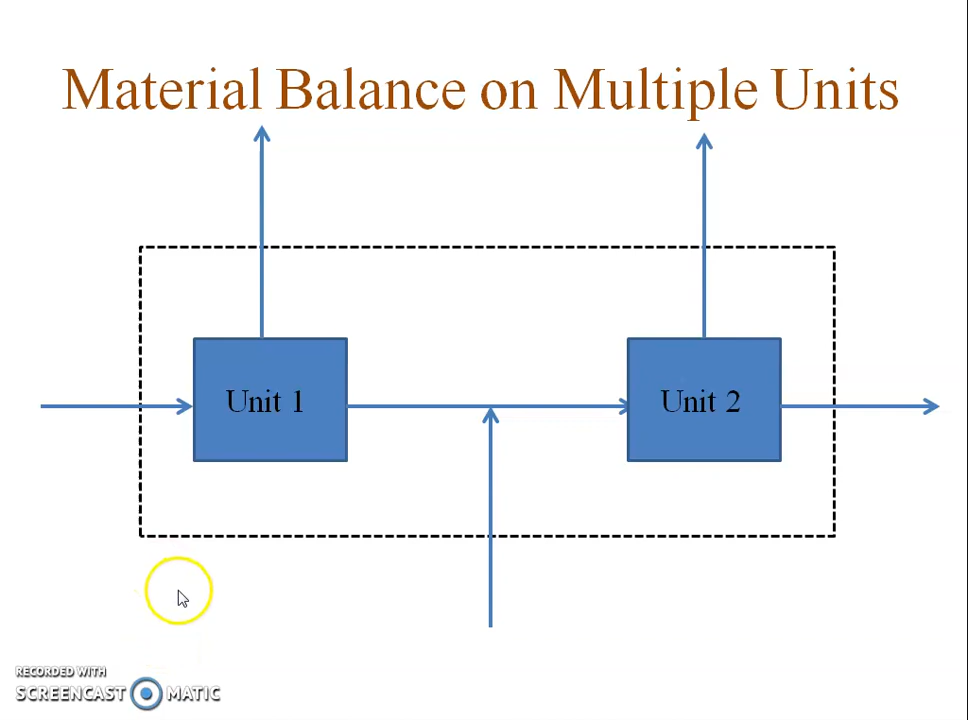 Material Balance on Multiple Units
Unit 1
Unit 2
RECORDED WITH
SCREENCAST MATIC